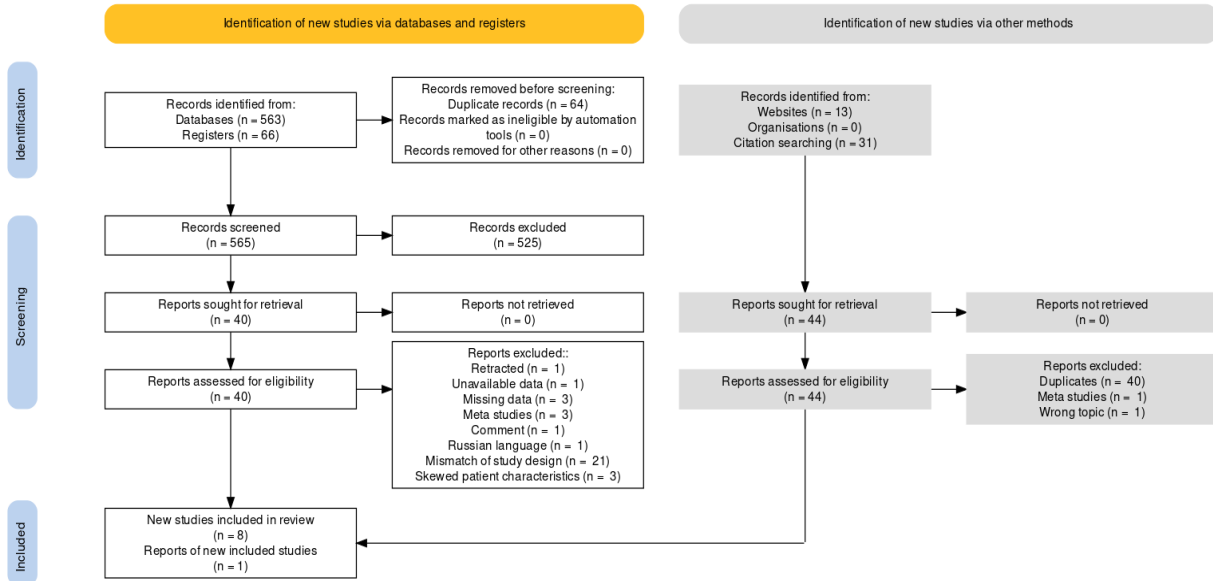 Identification of new studies via databases and registers
Identification of new studies via other methods
Identification
Records identified from:
Databases (n = 563)
Registers (n = 66)
Records removed before screening:
Duplicate records (n = 64)
Records marked as ineligible by automation
tools (n = 0)
Records removed for other reasons (n = 0)
Records identified from:
Websites (n = 13)
Organisations (n = 0)
Citation searching (n = 31)
Screening
Records screened
(n = 565)
Records excluded
(n = 525)
Reports sought for retrieval
(n = 40)
Reports not retrieved
(n = 0)
Reports sought for retrieval
(n = 44)
Reports not retrieved
(n = 0)
Reports assessed for eligibility
(n = 40)
Reports excluded::
Retracted (n = 1)
Unavailable data (n = 1)
Missing data (n = 3)
Meta studies (n = 3)
Comment (n = 1)
Russian language (n = 1)
Mismatch of study design (n = 21)
Skewed patient characteristics (n = 3)
Reports assessed for eligibility
(n = 44)
Reports excluded:
Duplicates (n = 40)
Meta studies (n = 1)
Wrong topic (n = 1)
Included
New studies included in review
(n = 8)
Reports of new included studies
(n = 1)